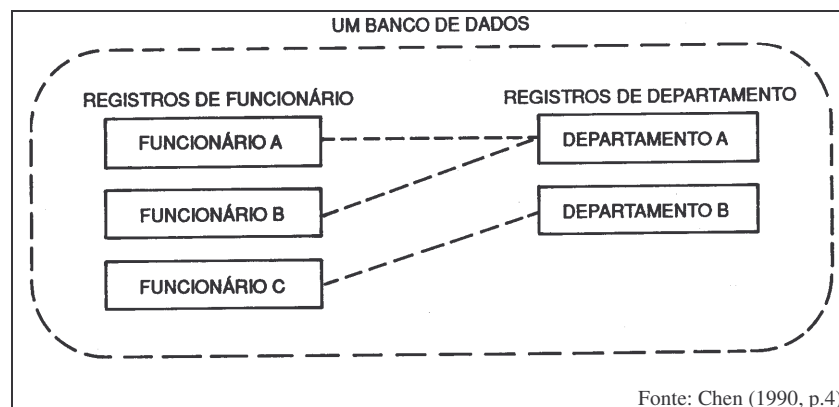 UM BANCO DE DADOS
REGISTROS DE FUNCIONÁRIO
REGISTROS DE DEPARTAMENTO
FUNCIONÁRIO A
DEPARTAMENTO A
FUNCIONÁRIO B
DEPARTAMENTO B
FUNCIONÁRIO C
Fonte: Chen (1990, p.4)